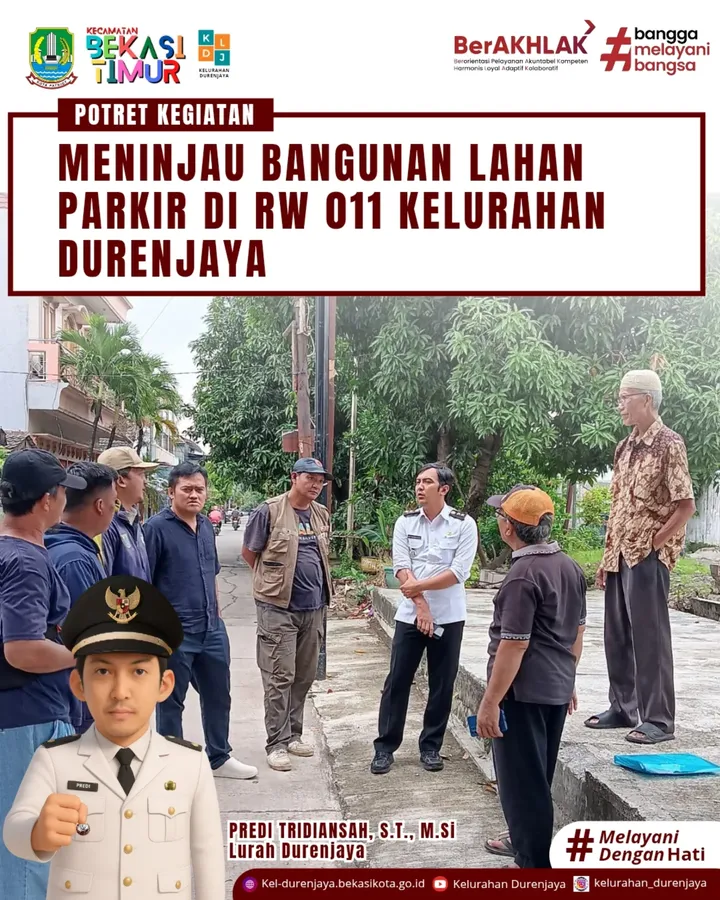 KECAMATAN
BEKASI
TIMUR
K L
D J
KELURAHAN
DURENJAYA
BerAKHLAK
Berorientasi Pelayanan Akuntabel Kompeten
Harmonis Loyal Adaptif Kolaboratif
#bangga
melayani
bangsa
POTRET KEGIATAN
MENINJAU BANGUNAN LAHAN
PARKIR DI RW 011 KELURAHAN
DURENJAYA
PREDI
PREDI TRIDIANSAH, S.T., M.Si
Lurah Durenjaya
#Melayani
Dengan Hati
Kel-durenjaya.bekasikota.go.id
Kelurahan Durenjaya
kelurahan_durenjaya